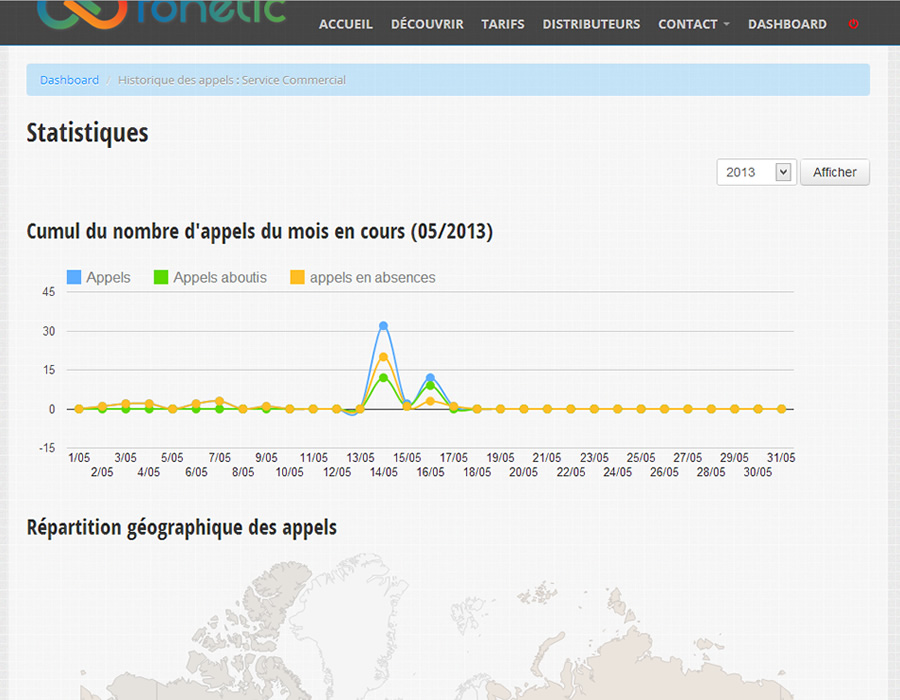 fonetic
ACCUEIL DÉCOUVRIR TARIFS DISTRIBUTEURS CONTACT DASHBOARD
Dashboard / Historique des appels : Service Commercial
Statistiques
2013 Afficher
Cumul du nombre d'appels du mois en cours (05/2013)
Appels Appels aboutis appels en absences
45
30
15
0
-15
1/05 3/05 5/05 7/05 9/05 11/05 13/05 15/05 17/05 19/05 21/05 23/05 25/05 27/05 29/05 31/05
2/05 4/05 6/05 8/05 10/05 12/05 14/05 16/05 18/05 20/05 22/05 24/05 26/05 28/05 30/05
Répartition géographique des appels